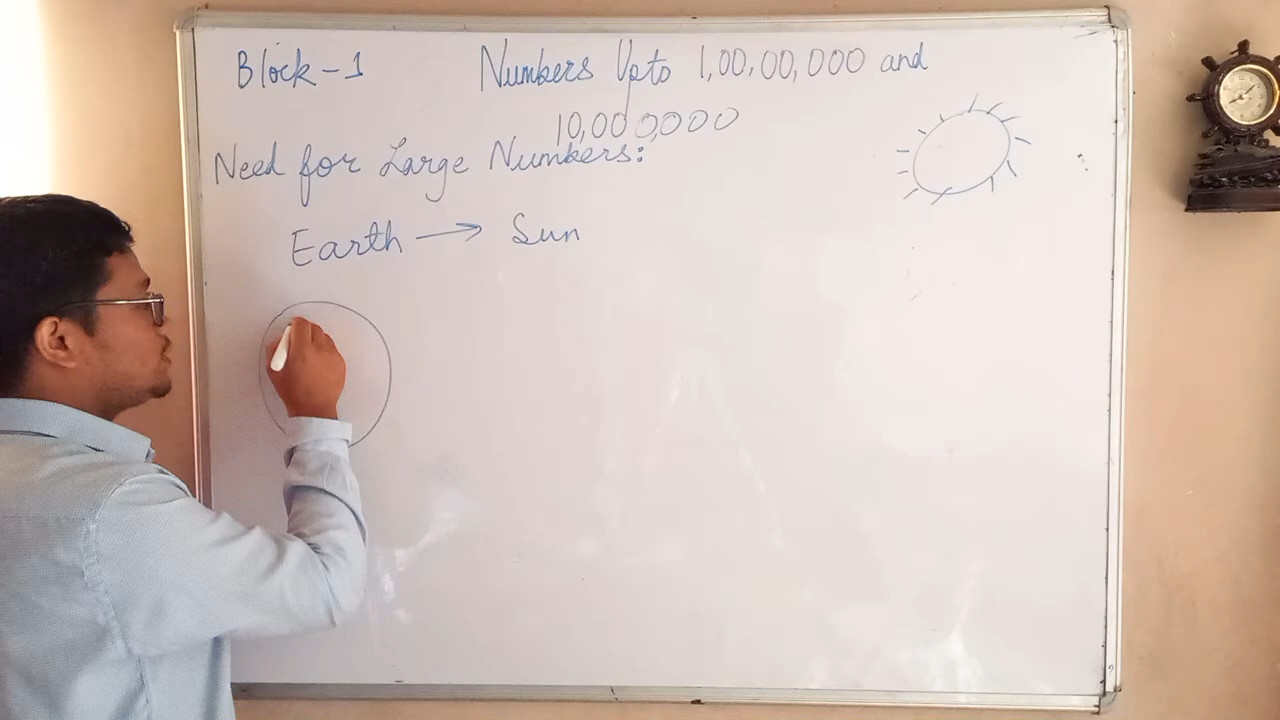 Block-1 Numbers Upto 1,00,00,000 and
10,000,000
Need for Large Numbers:
Earth → Sun